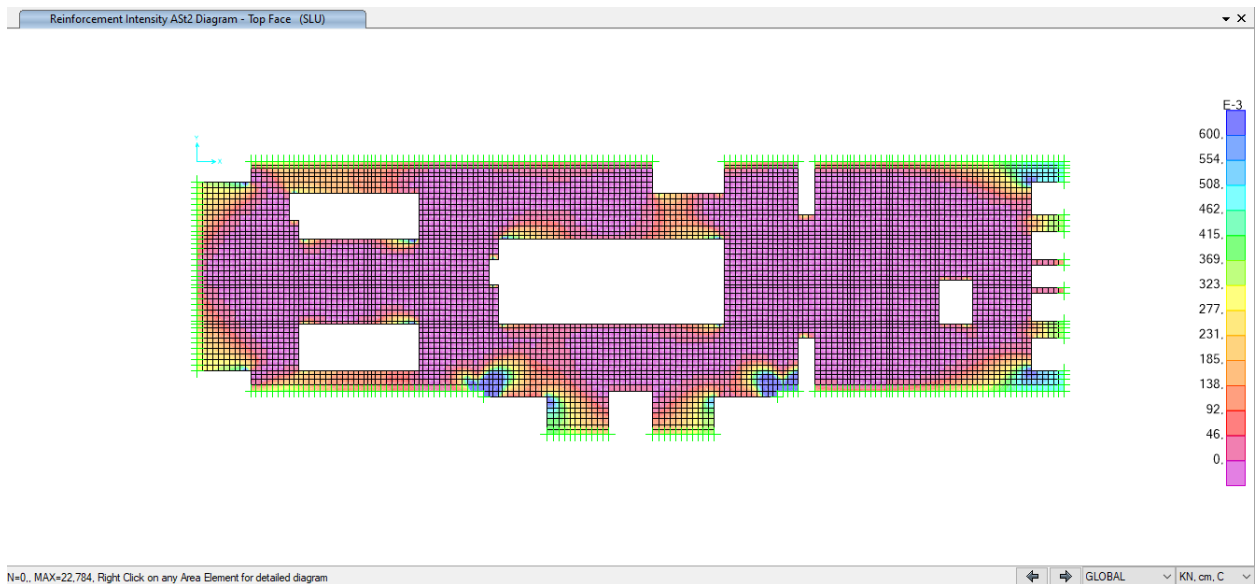 Reinforcement Intensity ASt2 Diagram - Top Face (SLU)
E-3
600,
554,
508,
462,
415,
369,
323,
277,
231,
185,
138,
92,
46,
0,
Y
X
N=0,, MAX=22,784, Right Click on any Area Element for detailed diagram
GLOBAL
KN, cm, C